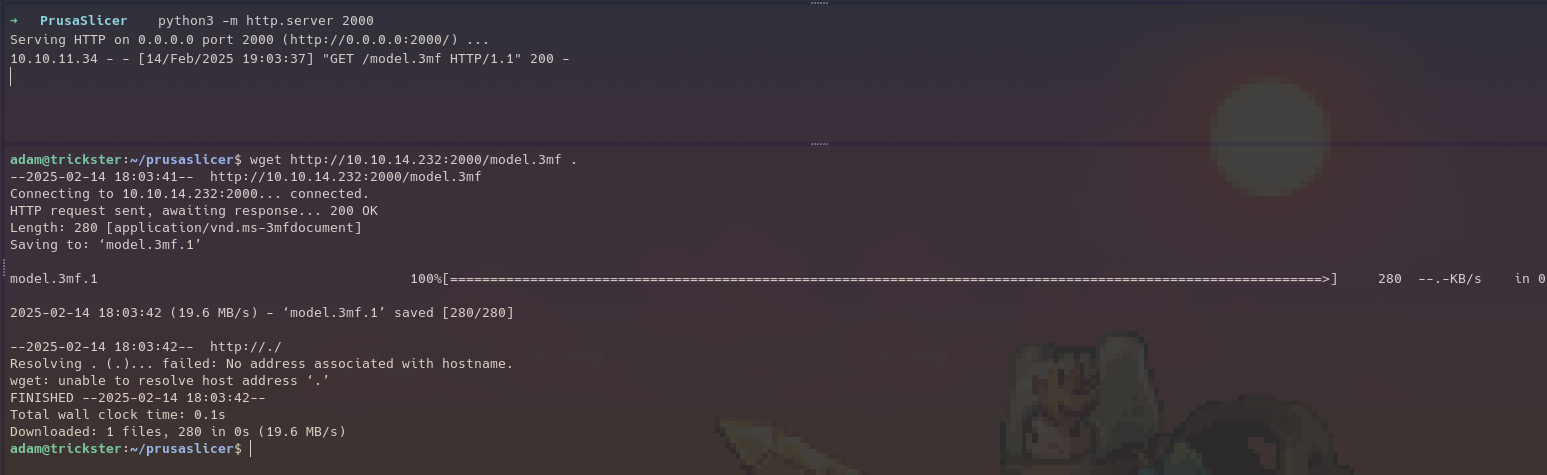 ➜   PrusaSlicer    python3 -m http.server 2000
Serving HTTP on 0.0.0.0 port 2000 (http://0.0.0.0:2000/) ...
10.10.11.34 - - [14/Feb/2025 19:03:37] "GET /model.3mf HTTP/1.1" 200 -
adam@trickster:~/prusaslicer$ wget http://10.10.14.232:2000/model.3mf .
--2025-02-14 18:03:41--  http://10.10.14.232:2000/model.3mf
Connecting to 10.10.14.232:2000... connected.
HTTP request sent, awaiting response... 200 OK
Length: 280 [application/vnd.ms-3mfdocument]
Saving to: ‘model.3mf.1’
model.3mf.1                                       100%[=============================================================================================================>]     280  --.-KB/s    in 0
2025-02-14 18:03:42 (19.6 MB/s) - ‘model.3mf.1’ saved [280/280]
--2025-02-14 18:03:42--  http://./
Resolving . (.)... failed: No address associated with hostname.
wget: unable to resolve host address ‘.’
FINISHED --2025-02-14 18:03:42--
Total wall clock time: 0.1s
Downloaded: 1 files, 280 in 0s (19.6 MB/s)
adam@trickster:~/prusaslicer$